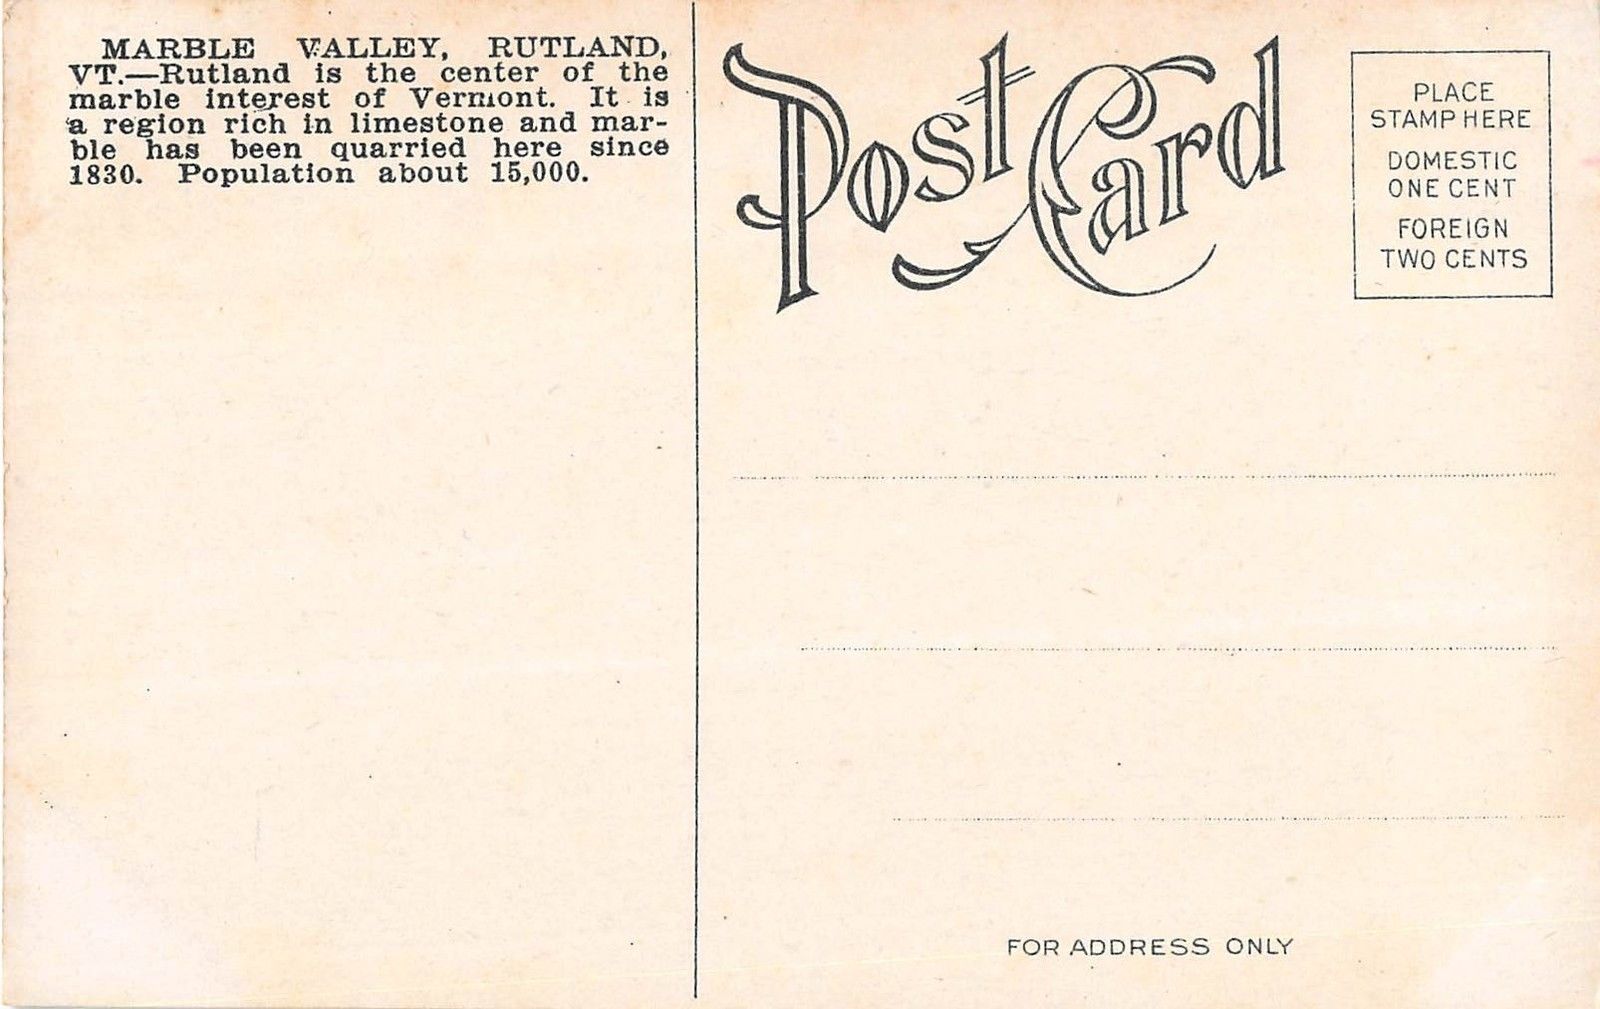 MARBLE VALLEY, RUTLAND,
VT.—Rutland is the center of the
marble interest of Vermont. It is
a region rich in limestone and mar-
ble has been quarried here since
1830. Population about 15,000.
Post Card
PLACE
STAMP HERE
DOMESTIC
ONE CENT
FOREIGN
TWO CENTS
FOR ADDRESS ONLY